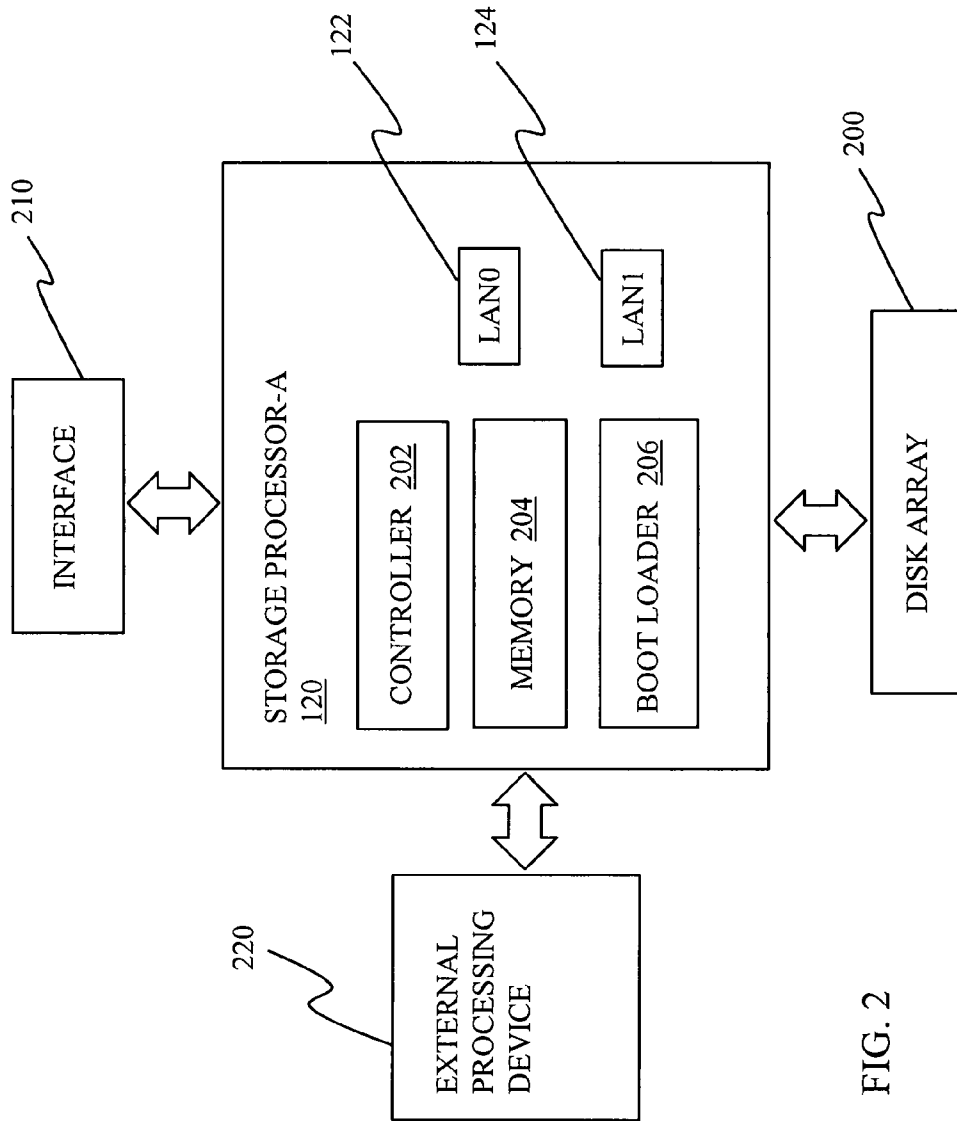 210
INTERFACE
STORAGE PROCESSOR-A
120
CONTROLLER 202
MEMORY 204
BOOT LOADER 206
LAN0
LAN1
122
124
220
EXTERNAL
PROCESSING
DEVICE
200
DISK ARRAY
FIG. 2